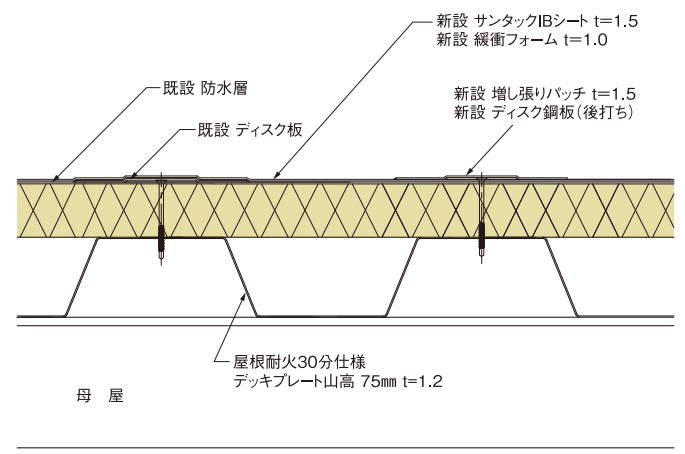 新設 サンタックIBシート t=1.5
新設 緩衝フォーム t=1.0
既設 防水層
既設 ディスク板
新設 増し張りパッチ t=1.5
新設 ディスク鋼板(後打ち)
屋根耐火30分仕様
デッキプレート山高 75㎜ t=1.2
母 屋